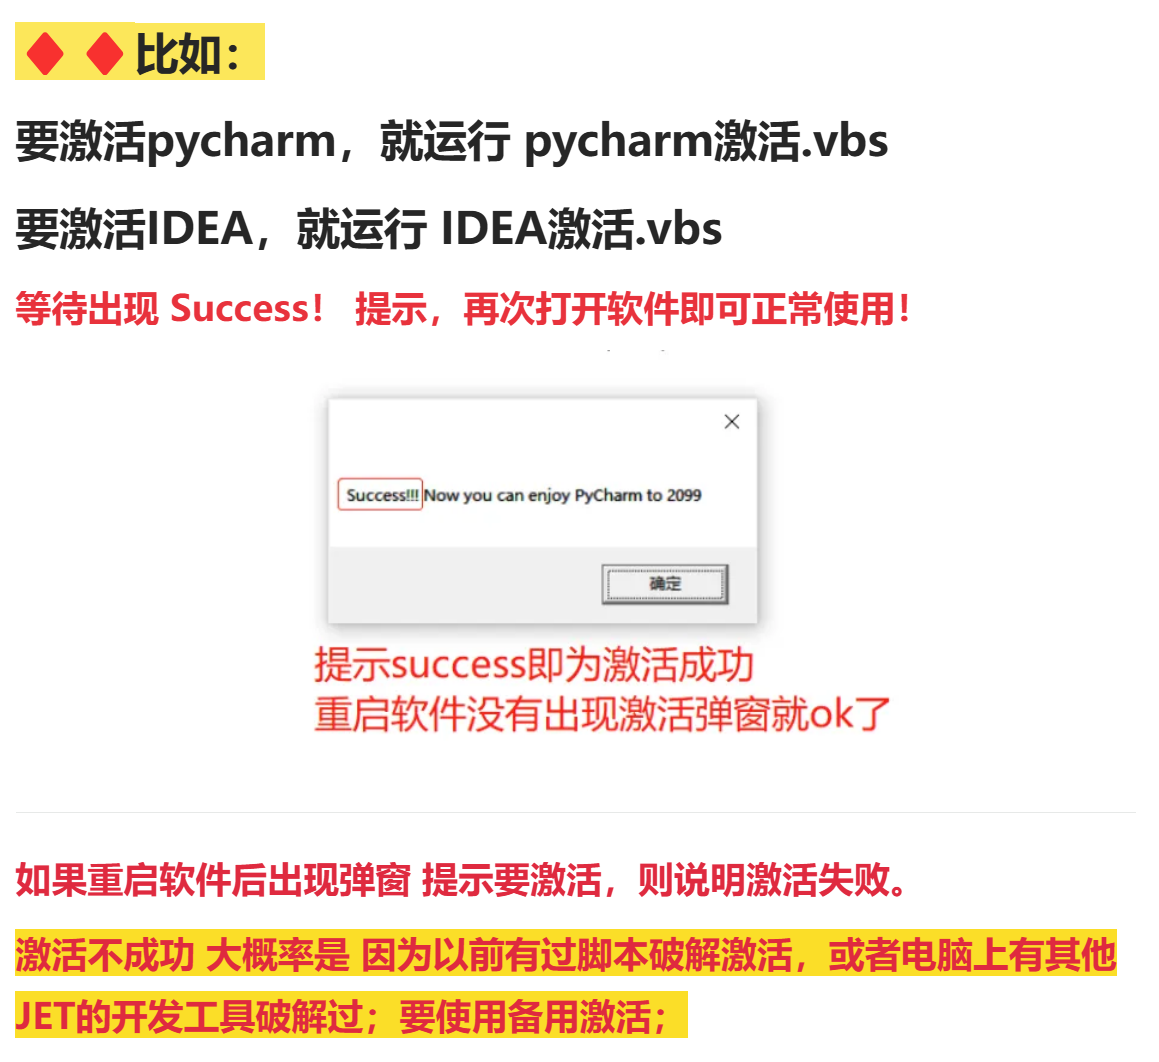 ♦♦比如：
要激活pycharm，就运行 pycharm激活.vbs
要激活IDEA，就运行 IDEA激活.vbs
等待出现 Success！ 提示，再次打开软件即可正常使用！
Success!!! Now you can enjoy PyCharm to 2099
确定
提示success即为激活成功
重启软件没有出现激活弹窗就ok了
如果重启软件后出现弹窗 提示要激活，则说明激活失败。
激活不成功 大概率是 因为以前有过脚本破解激活，或者电脑上有其他
JET的开发工具破解过；要使用备用激活；